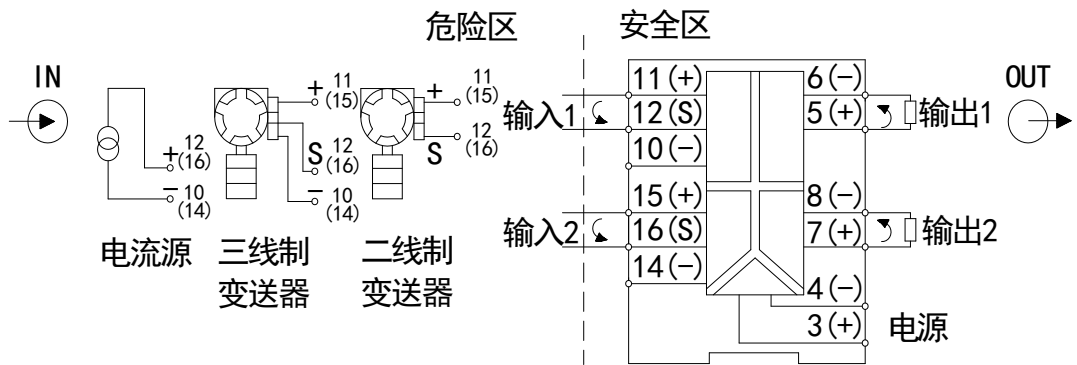 危险区
安全区
IN
+ 12
(16)
- 10
(14)
电流源
+ 11
(15)
S 12
(16)
- 10
(14)
三线制
变送器
+ 11
(15)
S 12
(16)
二线制
变送器
输入1
输入2
11(+)
12(S)
10(-)
15(+)
16(S)
14(-)
6(-)
5(+)
8(-)
7(+)
4(-)
3(+)
输出1
输出2
电源
OUT